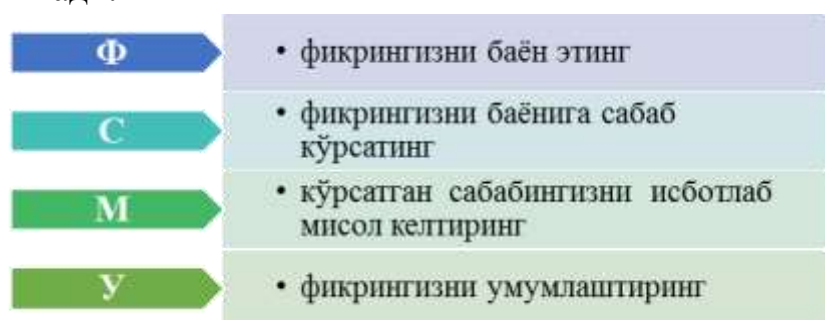 Ф
• фикрингизни баён этинг
С
• фикрингизни баёнига сабаб
кўрсатинг
М
• кўрсатган сабабингизни исботлаб
мисол келтиринг
У
• фикрингизни умумлаштиринг